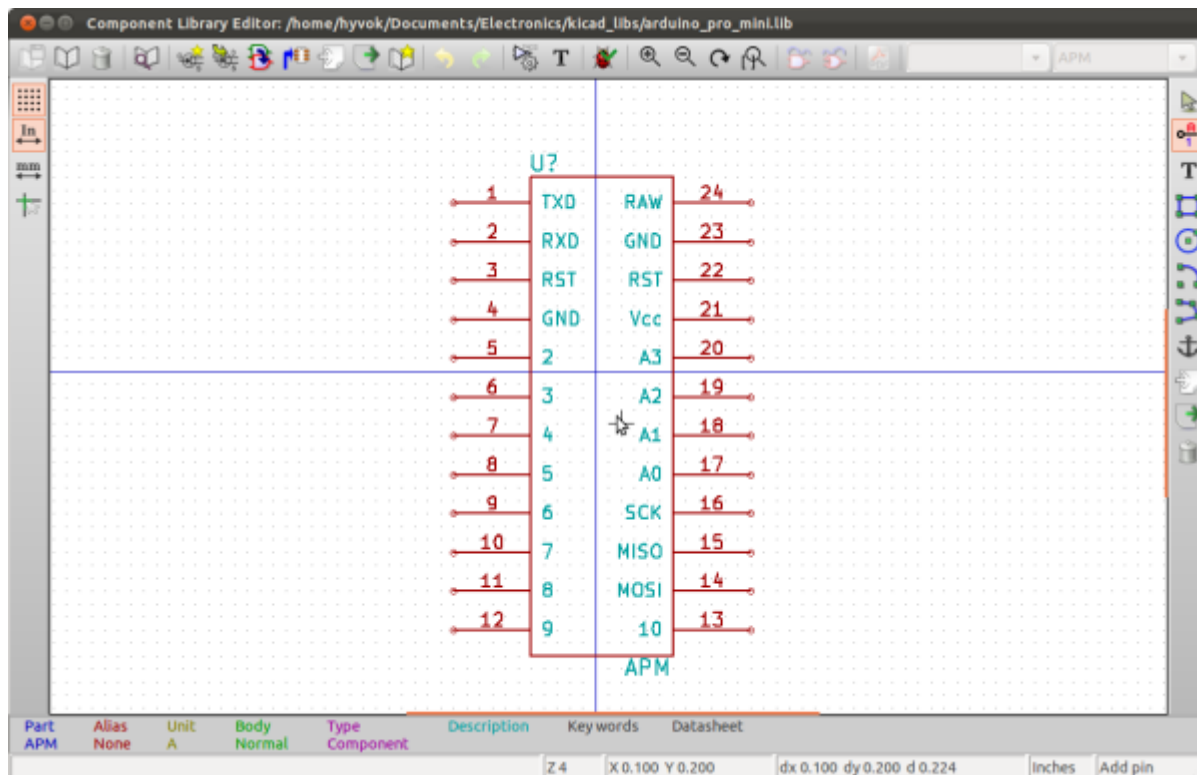 Component Library Editor: /home/hyvok/Documents/Electronics/kicad_libs/arduino_pro_mini.lib
T APM
In
mm
T
U?
1 TXD RAW 24
2 RXD GND 23
3 RST RST 22
4 GND Vcc 21
5 2 A3 20
6 3 A2 19
7 4 A1 18
8 5 A0 17
9 6 SCK 16
10 7 MISO 15
11 8 MOSI 14
12 9 10 13
APM
Part Alias Unit Body Type Description Key words Datasheet
APM None A Normal Component
Z 4 X 0.100 Y 0.200 dx 0.100 dy 0.200 d 0.224 Inches Add pin